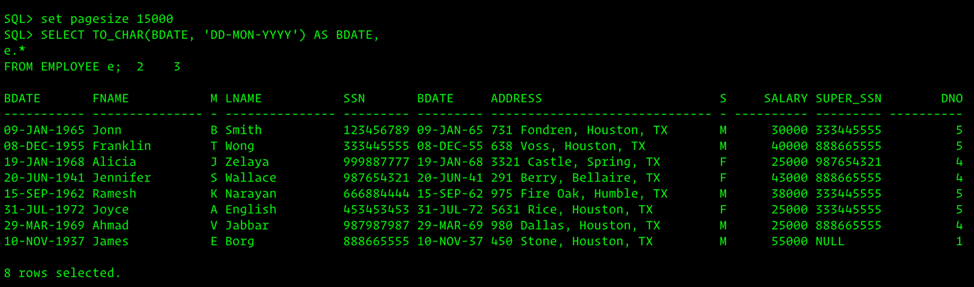 SQL> set pagesize 15000
SQL> SELECT TO_CHAR(BDATE, 'DD-MON-YYYY') AS BDATE,
e.*
FROM EMPLOYEE e;  2    3

BDATE       FNAME           M LNAME           SSN       BDATE     ADDRESS                        S     SALARY SUPER_SSN        DNO
----------- --------------- - --------------- --------- --------- ------------------------------ - ---------- --------- ----------
09-JAN-1965 Jonn            B Smith           123456789 09-JAN-65 731 Fondren, Houston, TX       M      30000 333445555          5
08-DEC-1955 Franklin        T Wong            333445555 08-DEC-55 638 Voss, Houston, TX          M      40000 888665555          5
19-JAN-1968 Alicia          J Zelaya          999887777 19-JAN-68 3321 Castle, Spring, TX        F      25000 987654321          4
20-JUN-1941 Jennifer        S Wallace         987654321 20-JUN-41 291 Berry, Bellaire, TX        F      43000 888665555          4
15-SEP-1962 Ramesh          K Narayan         666884444 15-SEP-62 975 Fire Oak, Humble, TX       M      38000 333445555          5
31-JUL-1972 Joyce           A English         453453453 31-JUL-72 5631 Rice, Houston, TX         F      25000 333445555          5
29-MAR-1969 Ahmad           V Jabbar          987987987 29-MAR-69 980 Dallas, Houston, TX        M      25000 888665555          4
10-NOV-1937 James           E Borg            888665555 10-NOV-37 450 Stone, Houston, TX         M      55000 NULL               1

8 rows selected.